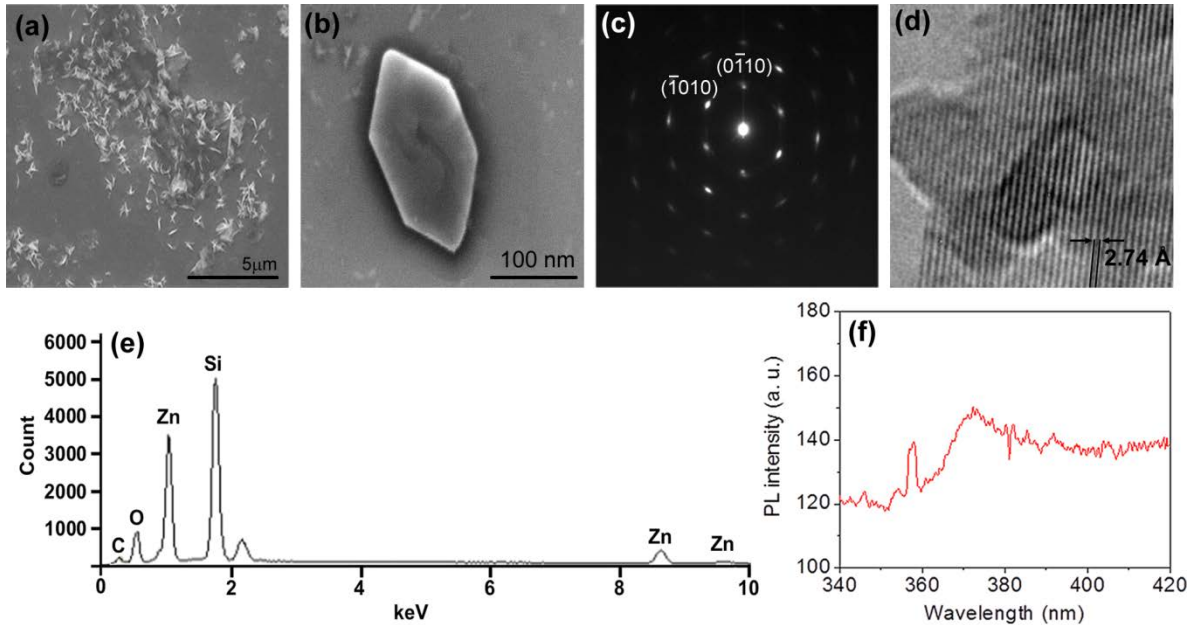 (a)
5μm
(b)
100 nm
(c)
(01̄10)
(1̄010)
(d)
2.74 Å
(e)
6000
5000
4000
3000
2000
1000
Count
C
O
Zn
Si
Zn
Zn
0
2
4
6
8
10
keV
(f)
180
160
140
120
100
PL intensity (a. u.)
340
360
380
400
420
Wavelength (nm)